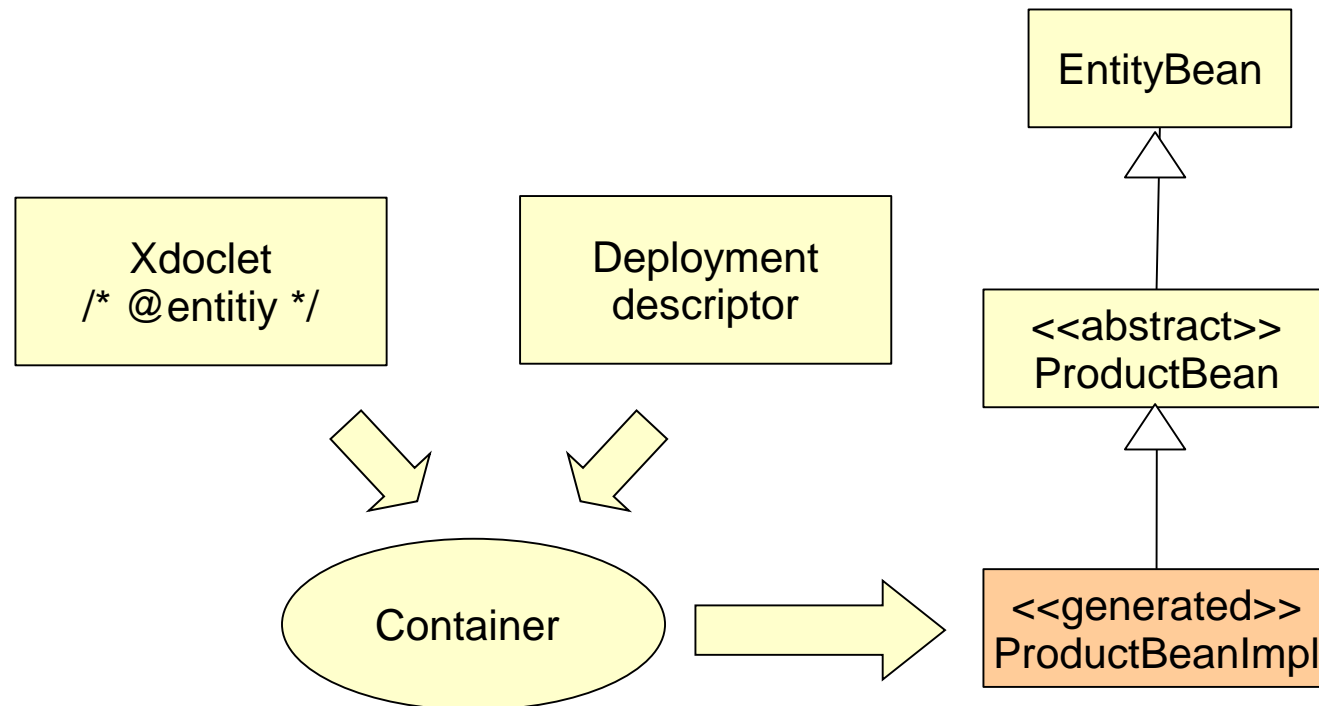 EntityBean
Xdoclet
/* @entitiy */
Deployment
descriptor
<<abstract>>
ProductBean
Container
<<generated>>
ProductBeanImpl